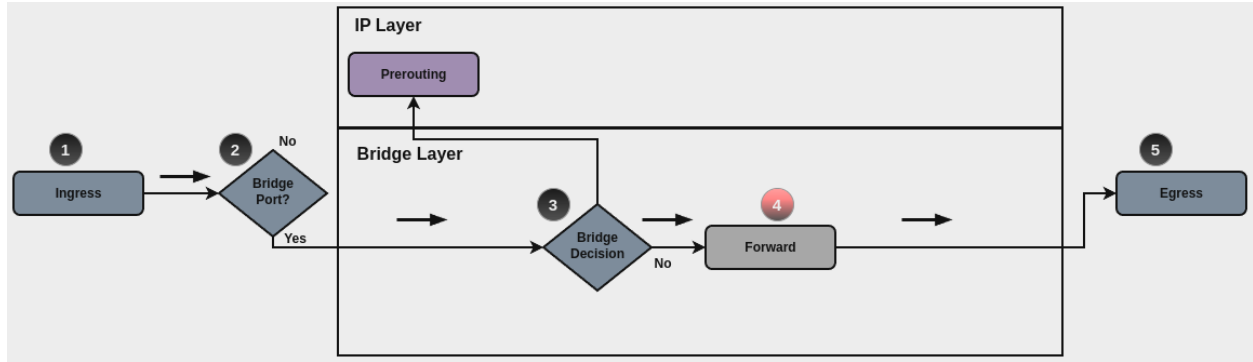 IP Layer
Prerouting
1
2
No
Bridge Layer
5
Ingress
Bridge
Port?
3
4
Egress
Yes
Bridge
Decision
Forward
No